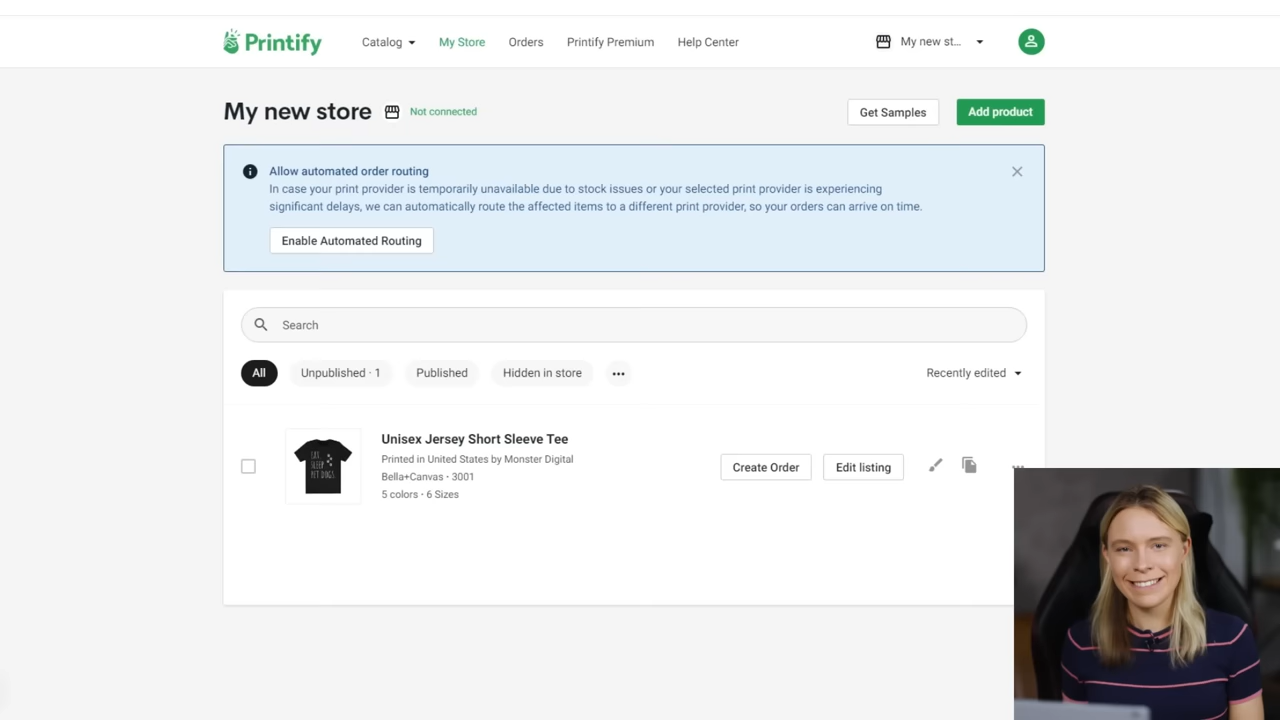 Printify
Catalog
My Store
Orders
Printify Premium
Help Center
My new st...
My new store
Not connected
Get Samples
Add product
Allow automated order routing
In case your print provider is temporarily unavailable due to stock issues or your selected print provider is experiencing
significant delays, we can automatically route the affected items to a different print provider, so your orders can arrive on time.
Enable Automated Routing
Search
All
Unpublished · 1
Published
Hidden in store
Recently edited
EAT
SLEEP
PET DOGS
Unisex Jersey Short Sleeve Tee
Printed in United States by Monster Digital
Bella+Canvas · 3001
5 colors · 6 Sizes
Create Order
Edit listing